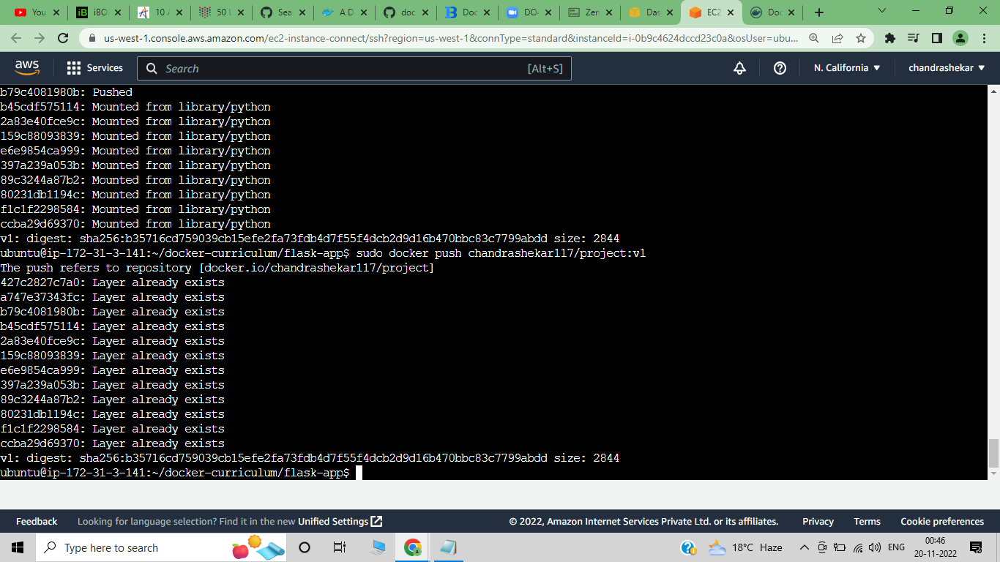 You
iBO
10 A
50 U
Sea
A D
doc
Doc
DO4
Zen
Das
EC2
Doc
us-west-1.console.aws.amazon.com/ec2-instance-connect/ssh?region=us-west-1&connType=standard&instanceId=i-0b9c4624dccd23c0a&osUser=ubu...
aws
Services
Search
[Alt+S]
N. California
chandrashekar
b79c4081980b: Pushed
b45cdf575114: Mounted from library/python
2a83e40fce9c: Mounted from library/python
159c88093839: Mounted from library/python
e6e9854ca999: Mounted from library/python
397a239a053b: Mounted from library/python
89c3244a87b2: Mounted from library/python
80231db1194c: Mounted from library/python
f1c1f2298584: Mounted from library/python
ccba29d69370: Mounted from library/python
v1: digest: sha256:b35716cd759039cb15efe2fa73fdb4d7f55f4dcb2d9d16b470bbc83c7799abdd size: 2844
ubuntu@ip-172-31-3-141:~/docker-curriculum/flask-app$ sudo docker push chandrashekar117/project:v1
The push refers to repository [docker.io/chandrashekar117/project]
427c2827c7a0: Layer already exists
a747e37343fc: Layer already exists
b79c4081980b: Layer already exists
b45cdf575114: Layer already exists
2a83e40fce9c: Layer already exists
159c88093839: Layer already exists
e6e9854ca999: Layer already exists
397a239a053b: Layer already exists
89c3244a87b2: Layer already exists
80231db1194c: Layer already exists
f1c1f2298584: Layer already exists
ccba29d69370: Layer already exists
v1: digest: sha256:b35716cd759039cb15efe2fa73fdb4d7f55f4dcb2d9d16b470bbc83c7799abdd size: 2844
ubuntu@ip-172-31-3-141:~/docker-curriculum/flask-app$
Feedback
Looking for language selection? Find it in the new Unified Settings
© 2022, Amazon Internet Services Private Ltd. or its affiliates.
Privacy
Terms
Cookie preferences
Type here to search
18°C Haze
ENG
00:46
20-11-2022